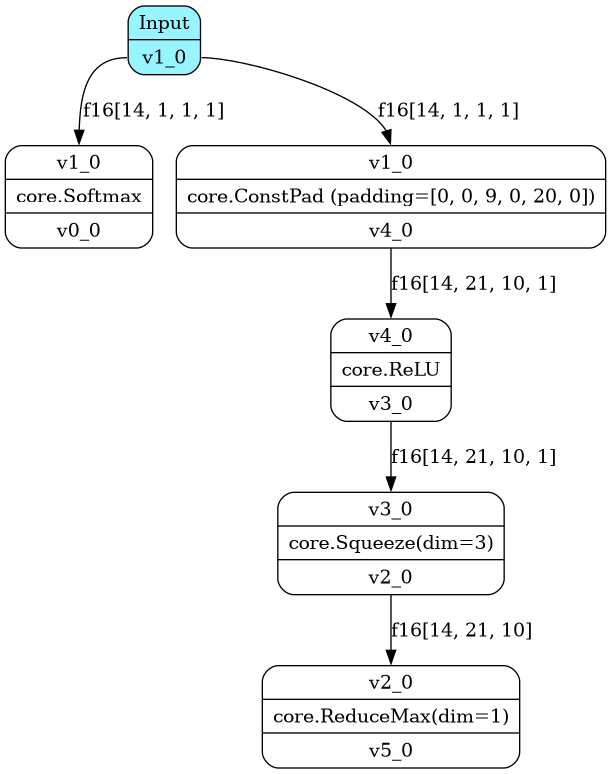 Input
v1_0
f16[14, 1, 1, 1]
f16[14, 1, 1, 1]
v1_0
core.Softmax
v0_0
v1_0
core.ConstPad (padding=[0, 0, 9, 0, 20, 0])
v4_0
f16[14, 21, 10, 1]
v4_0
core.ReLU
v3_0
f16[14, 21, 10, 1]
v3_0
core.Squeeze(dim=3)
v2_0
f16[14, 21, 10]
v2_0
core.ReduceMax(dim=1)
v5_0